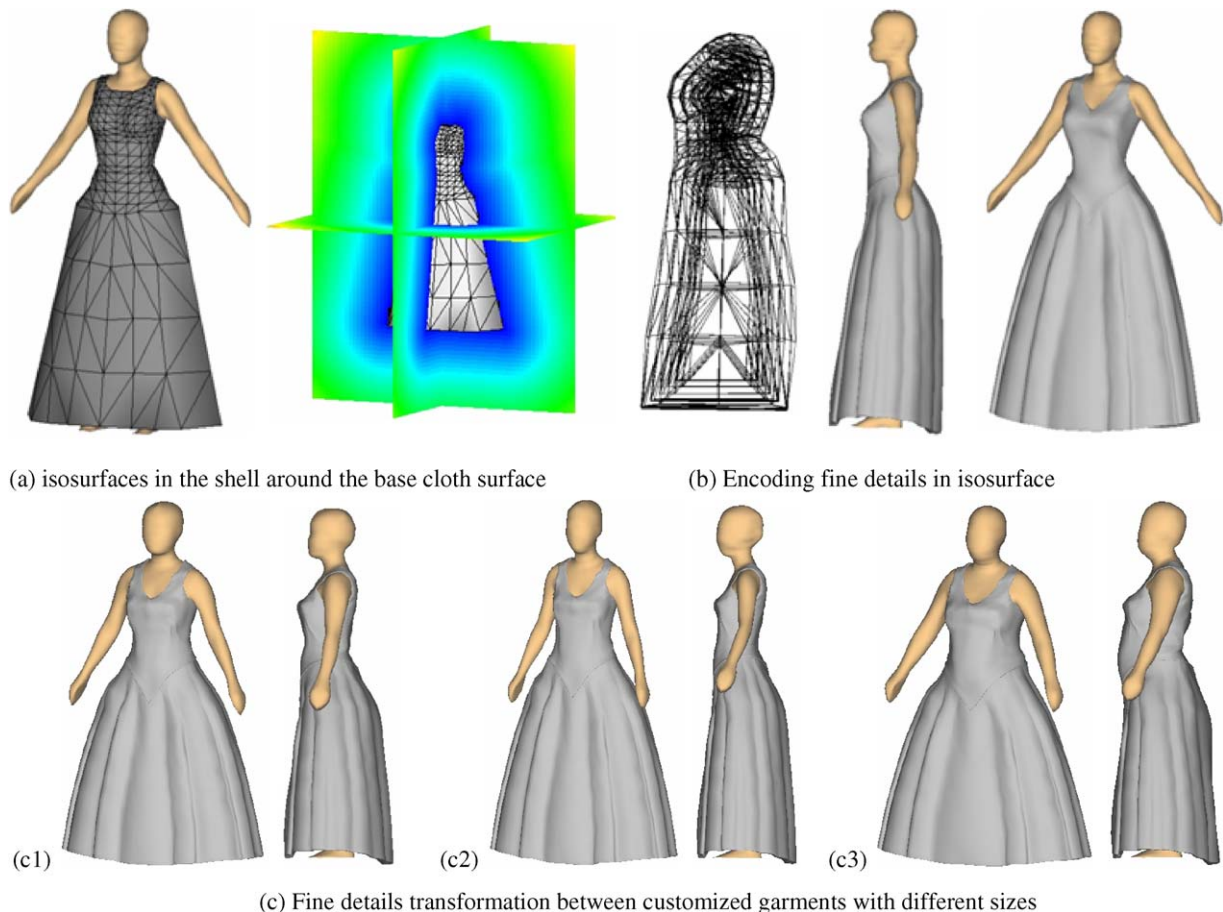 (a) isosurfaces in the shell around the base cloth surface
(b) Encoding fine details in isosurface
(c1)
(c2)
(c3)
(c) Fine details transformation between customized garments with different sizes